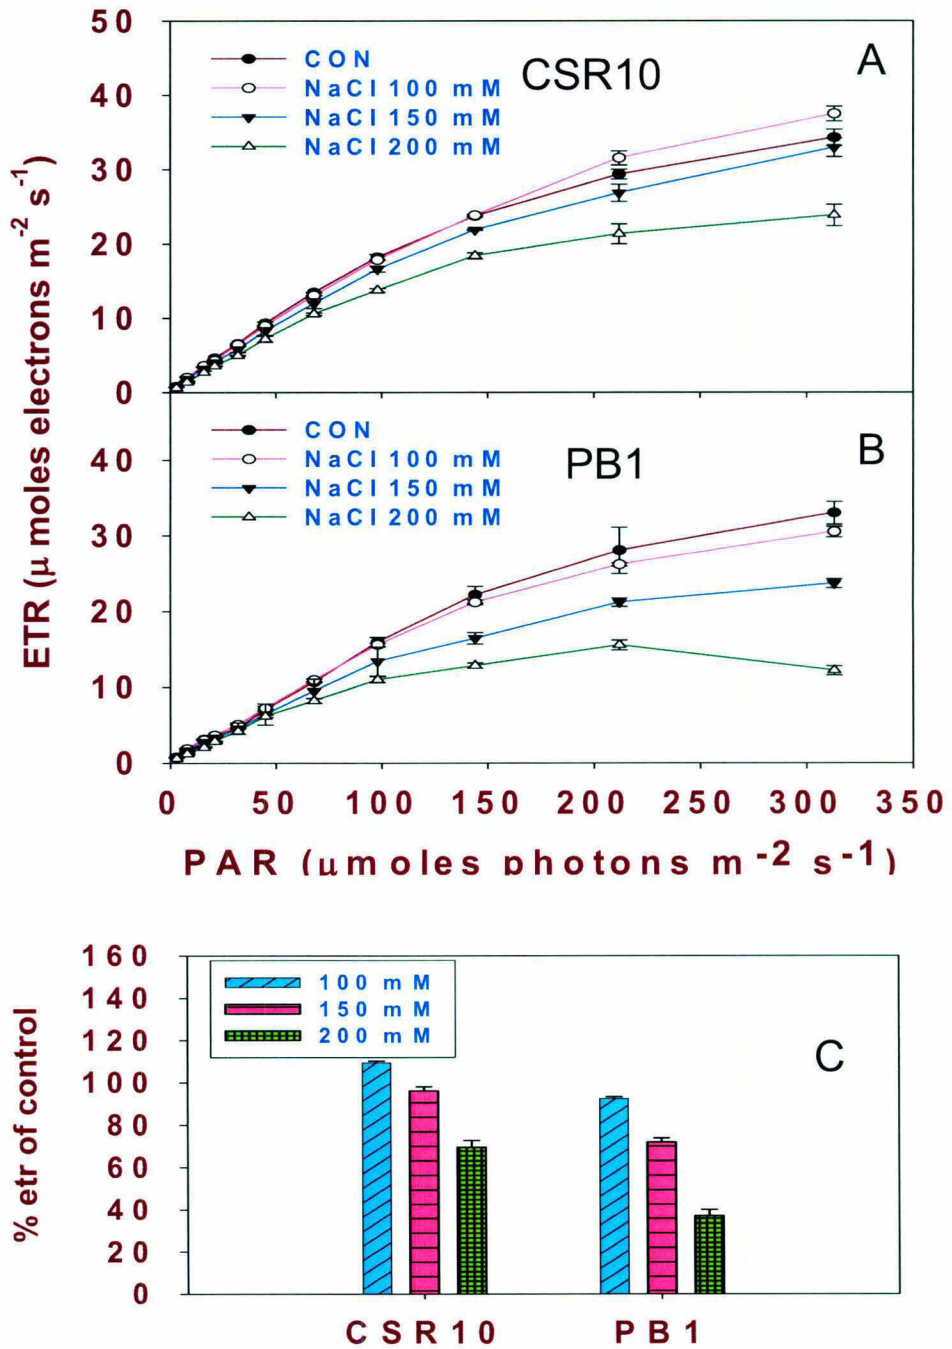 ETR (μ moles electrons m-2 s-1)
50
40
30
20
10
0
CON
NaCl 100 mM
NaCl 150 mM
NaCl 200 mM
CSR10
A
40
30
20
10
0
CON
NaCl 100 mM
NaCl 150 mM
NaCl 200 mM
PB1
B
0 50 100 150 200 250 300 350
PAR (μmoles photons m-2 s-1)
% etr of control
160
140
120
100
80
60
40
20
0
100 mM
150 mM
200 mM
C
CSR10 PB1